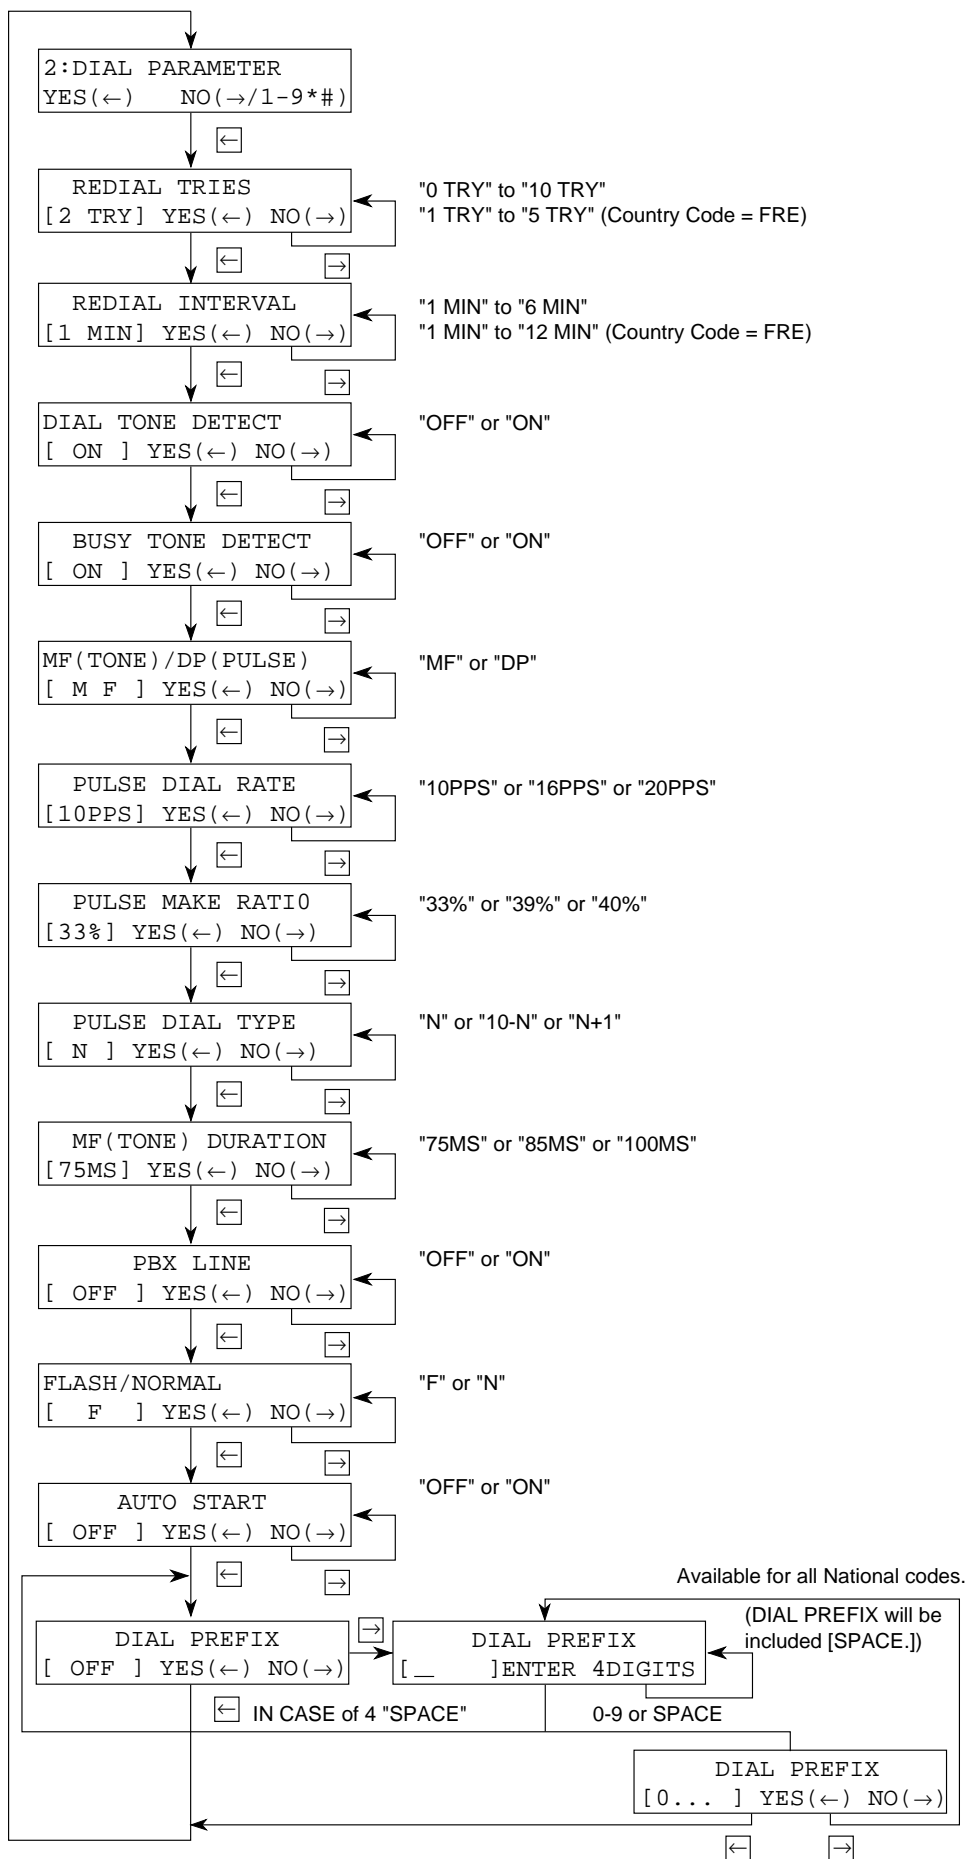 2:DIAL PARAMETER
YES(←) NO(→/1-9*#)
←
REDIAL TRIES
[2 TRY] YES(←) NO(→)
"0 TRY" to "10 TRY"
"1 TRY" to "5 TRY" (Country Code = FRE)
←
→
REDIAL INTERVAL
[1 MIN] YES(←) NO(→)
"1 MIN" to "6 MIN"
"1 MIN" to "12 MIN" (Country Code = FRE)
←
→
DIAL TONE DETECT
[ ON ] YES(←) NO(→)
"OFF" or "ON"
←
→
BUSY TONE DETECT
[ ON ] YES(←) NO(→)
"OFF" or "ON"
←
→
MF(TONE)/DP(PULSE)
[ M F ] YES(←) NO(→)
"MF" or "DP"
←
→
PULSE DIAL RATE
[10PPS] YES(←) NO(→)
"10PPS" or "16PPS" or "20PPS"
←
→
PULSE MAKE RATI0
[33%] YES(←) NO(→)
"33%" or "39%" or "40%"
←
→
PULSE DIAL TYPE
[ N ] YES(←) NO(→)
"N" or "10-N" or "N+1"
←
→
MF(TONE) DURATION
[75MS] YES(←) NO(→)
"75MS" or "85MS" or "100MS"
←
→
PBX LINE
[ OFF ] YES(←) NO(→)
"OFF" or "ON"
←
→
FLASH/NORMAL
[ F ] YES(←) NO(→)
"F" or "N"
←
→
AUTO START
[ OFF ] YES(←) NO(→)
"OFF" or "ON"
←
→
Available for all National codes.
DIAL PREFIX
[ OFF ] YES(←) NO(→)
→
DIAL PREFIX
[_ ]ENTER 4DIGITS
(DIAL PREFIX will be
included [SPACE.])
← IN CASE of 4 "SPACE"
0-9 or SPACE
DIAL PREFIX
[0... ] YES(←) NO(→)
←
→